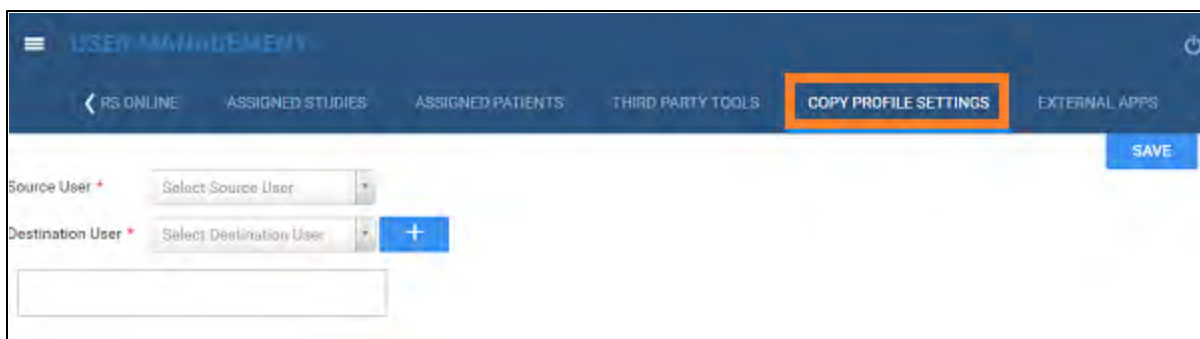 USER MANAGEMENT
RS ONLINE ASSIGNED STUDIES ASSIGNED PATIENTS THIRD PARTY TOOLS COPY PROFILE SETTINGS EXTERNAL APPS
SAVE
Source User * Select Source User
Destination User * Select Destination User +